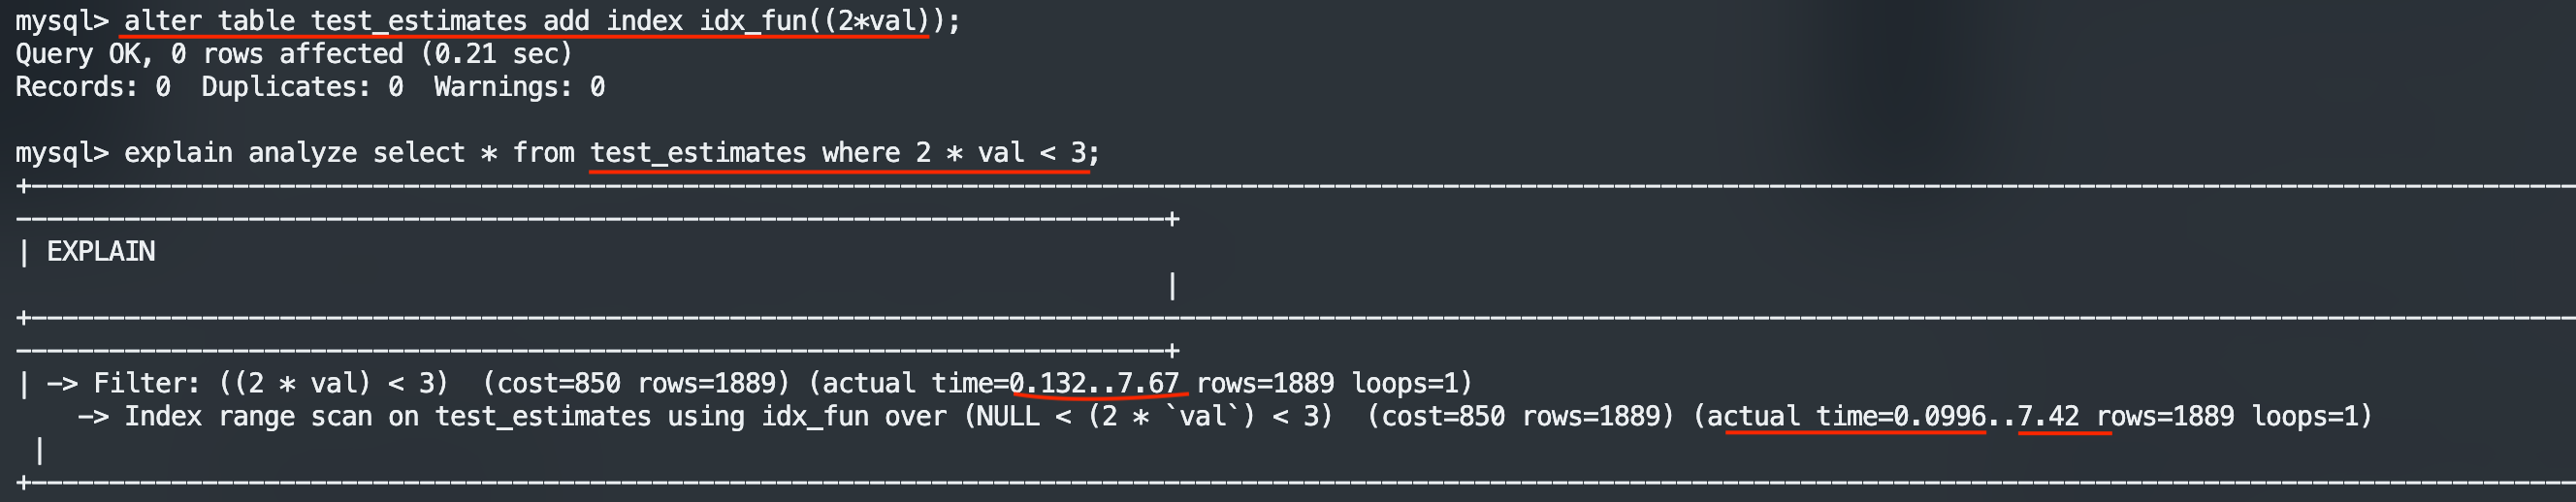 mysql> alter table test_estimates add index idx_fun((2*val));
Query OK, 0 rows affected (0.21 sec)
Records: 0  Duplicates: 0  Warnings: 0
mysql> explain analyze select * from test_estimates where 2 * val < 3;
| EXPLAIN
|
| -> Filter: ((2 * val) < 3)  (cost=850 rows=1889) (actual time=0.132..7.67 rows=1889 loops=1)
    -> Index range scan on test_estimates using idx_fun over (NULL < (2 * `val`) < 3)  (cost=850 rows=1889) (actual time=0.0996..7.42 rows=1889 loops=1)
|